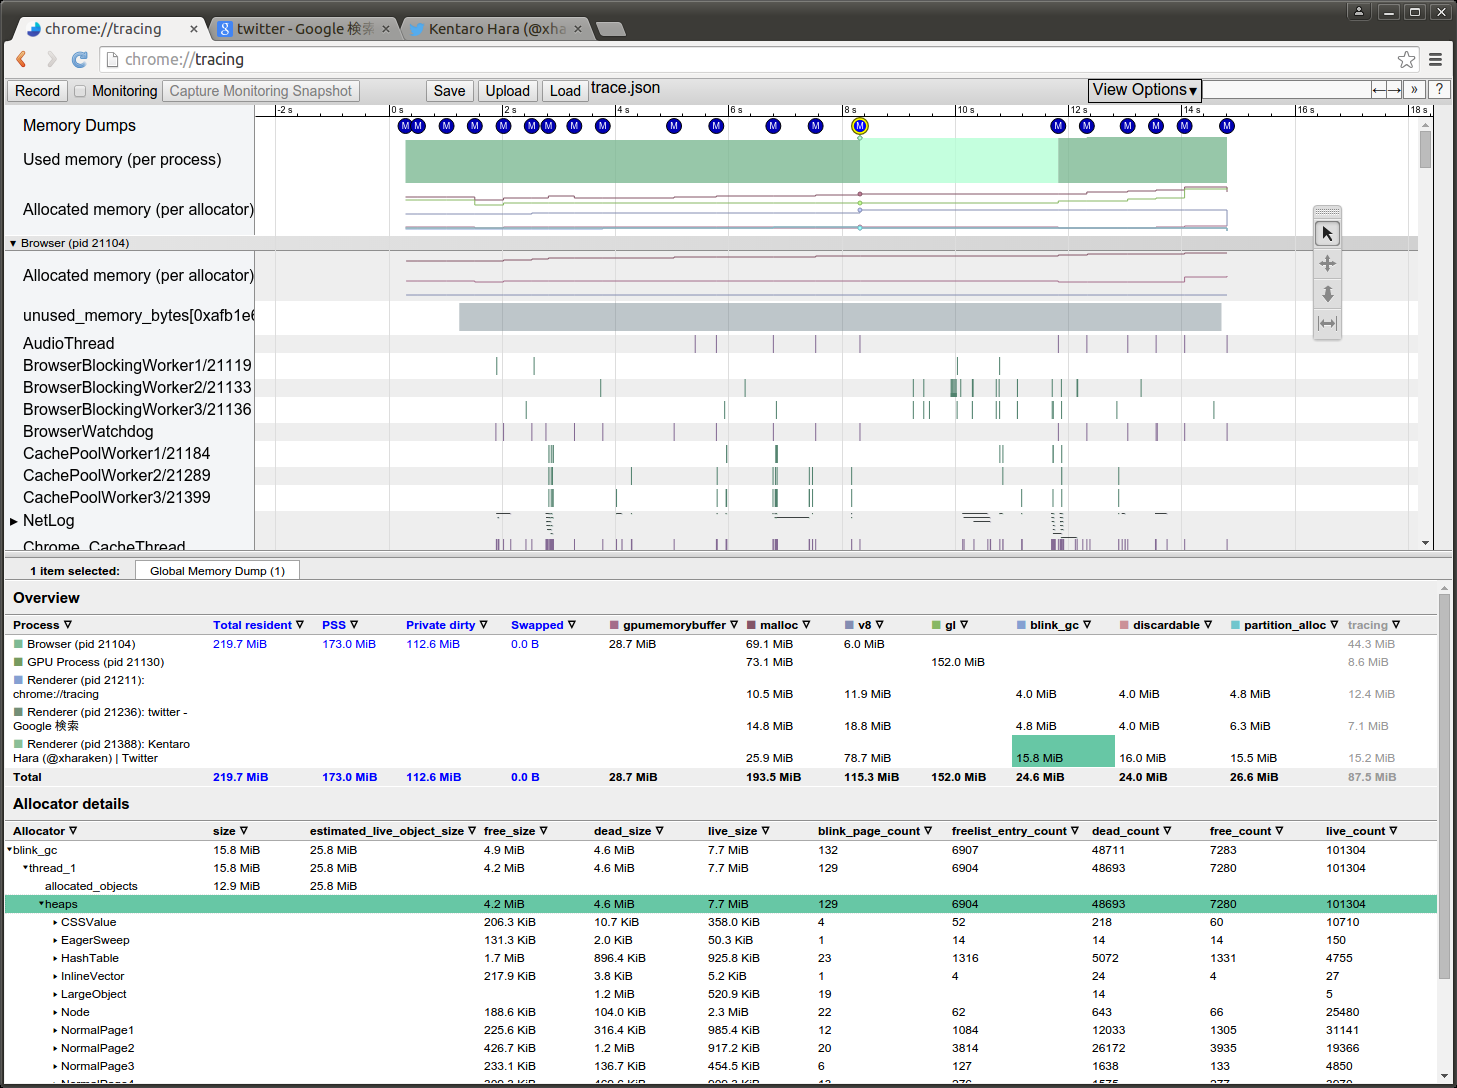 chrome://tracing
twitter - Google 検索
Kentaro Hara (@xha
chrome://tracing
Record Monitoring Capture Monitoring Snapshot Save Upload Load trace.json View Options▾ ←→ » ?
-2 s 0 s 2 s 4 s 6 s 8 s 10 s 12 s 14 s 16 s 18 s
Memory Dumps M M M M M M M M M M M M M M M M M M M M
Used memory (per process)
Allocated memory (per allocator)
Browser (pid 21104)
Allocated memory (per allocator)
unused_memory_bytes[0xafb1e6
AudioThread
BrowserBlockingWorker1/21119
BrowserBlockingWorker2/21133
BrowserBlockingWorker3/21136
BrowserWatchdog
CachePoolWorker1/21184
CachePoolWorker2/21289
CachePoolWorker3/21399
NetLog
Chrome_CacheThread
1 item selected: Global Memory Dump (1)
Overview
Process ▽ Total resident ▽ PSS ▽ Private dirty ▽ Swapped ▽ gpumemorybuffer ▽ malloc ▽ v8 ▽ gl ▽ blink_gc ▽ discardable ▽ partition_alloc ▽ tracing ▽
Browser (pid 21104) 219.7 MiB 173.0 MiB 112.6 MiB 0.0 B 28.7 MiB 69.1 MiB 6.0 MiB 44.3 MiB
GPU Process (pid 21130) 73.1 MiB 152.0 MiB 8.6 MiB
Renderer (pid 21211):
chrome://tracing 10.5 MiB 11.9 MiB 4.0 MiB 4.0 MiB 4.8 MiB 12.4 MiB
Renderer (pid 21236): twitter -
Google 検索 14.8 MiB 18.8 MiB 4.8 MiB 4.0 MiB 6.3 MiB 7.1 MiB
Renderer (pid 21388): Kentaro
Hara (@xharaken) | Twitter 25.9 MiB 78.7 MiB 15.8 MiB 16.0 MiB 15.5 MiB 15.2 MiB
Total 219.7 MiB 173.0 MiB 112.6 MiB 0.0 B 28.7 MiB 193.5 MiB 115.3 MiB 152.0 MiB 24.6 MiB 24.0 MiB 26.6 MiB 87.5 MiB
Allocator details
Allocator ▽ size ▽ estimated_live_object_size ▽ free_size ▽ dead_size ▽ live_size ▽ blink_page_count ▽ freelist_entry_count ▽ dead_count ▽ free_count ▽ live_count ▽
blink_gc 15.8 MiB 25.8 MiB 4.9 MiB 4.6 MiB 7.7 MiB 132 6907 48711 7283 101304
thread_1 15.8 MiB 25.8 MiB 4.2 MiB 4.6 MiB 7.7 MiB 129 6904 48693 7280 101304
allocated_objects 12.9 MiB 25.8 MiB
heaps 4.2 MiB 4.6 MiB 7.7 MiB 129 6904 48693 7280 101304
CSSValue 206.3 KiB 10.7 KiB 358.0 KiB 4 52 218 60 10710
EagerSweep 131.3 KiB 2.0 KiB 50.3 KiB 1 14 14 14 150
HashTable 1.7 MiB 896.4 KiB 925.8 KiB 23 1316 5072 1331 4755
InlineVector 217.9 KiB 3.8 KiB 5.2 KiB 1 4 24 4 27
LargeObject 1.2 MiB 520.9 KiB 19 14 5
Node 188.6 KiB 104.0 KiB 2.3 MiB 22 62 643 66 25480
NormalPage1 225.6 KiB 316.4 KiB 985.4 KiB 12 1084 12033 1305 31141
NormalPage2 426.7 KiB 1.2 MiB 917.2 KiB 20 3814 26172 3935 19366
NormalPage3 233.1 KiB 136.7 KiB 454.5 KiB 6 127 1638 133 4850